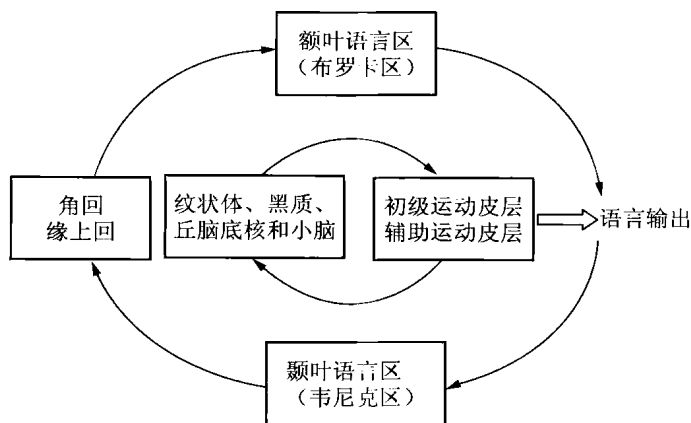 额叶语言区
（布罗卡区）
角回
缘上回
纹状体、黑质、
丘脑底核和小脑
初级运动皮层
辅助运动皮层
语言输出
颞叶语言区
（韦尼克区）